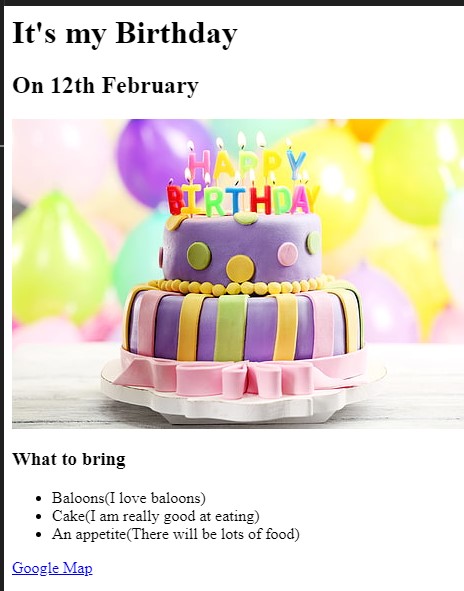 It's my Birthday
On 12th February
HAPPY
BIRTHDAY
What to bring
Baloons(I love baloons)
Cake(I am really good at eating)
An appetite(There will be lots of food)
Google Map